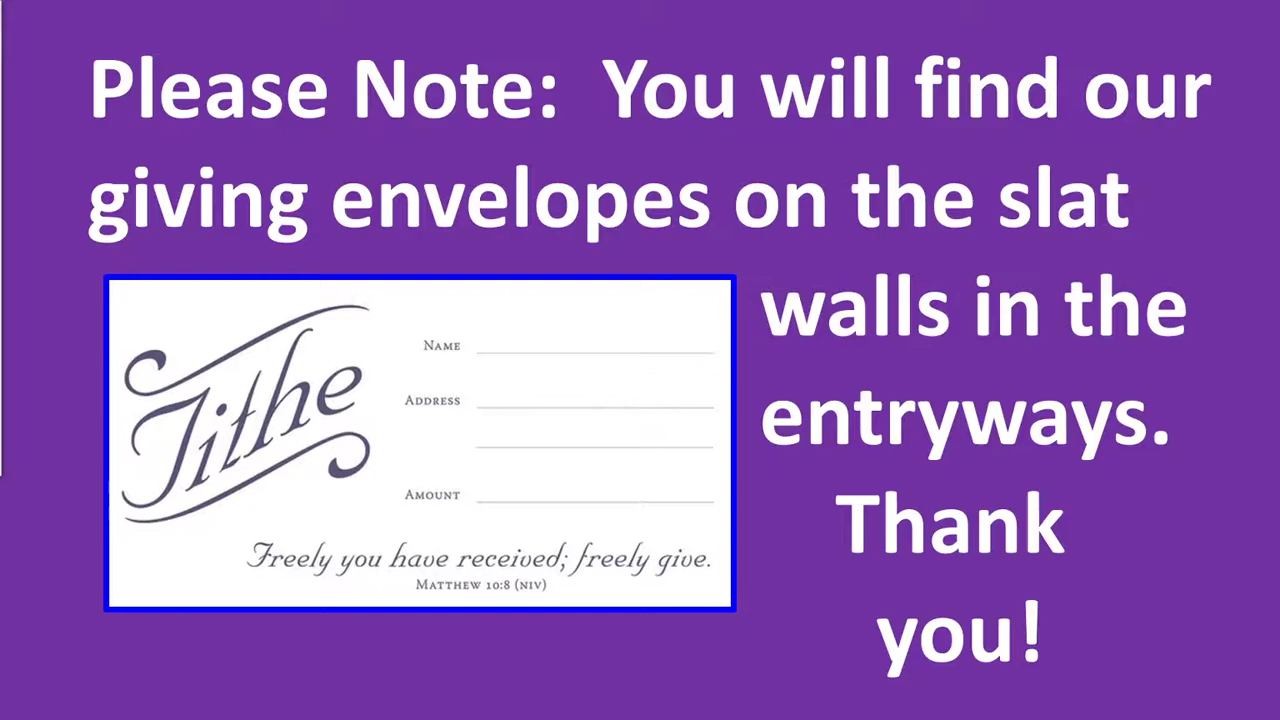 Please Note:  You will find our
giving envelopes on the slat
walls in the
entryways.
Thank
you!
Tithe
NAME
ADDRESS
AMOUNT
Freely you have received; freely give.
MATTHEW 10:8 (NIV)